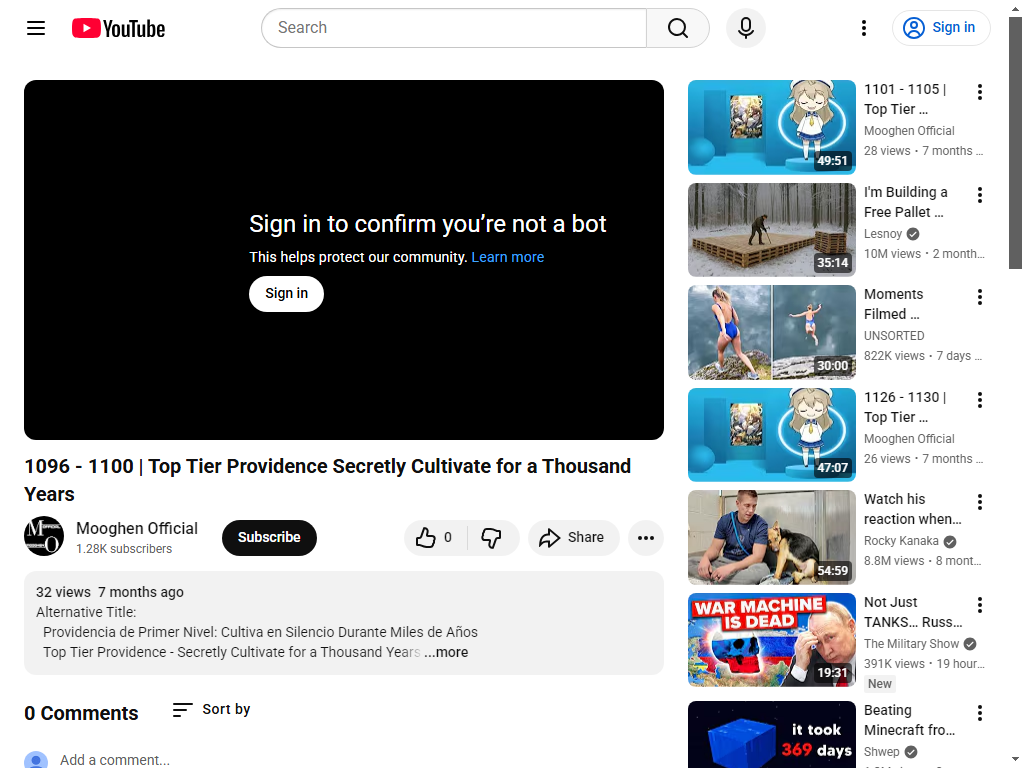 YouTube
Search
Sign in
Sign in to confirm you’re not a bot
This helps protect our community. Learn more
Sign in
1096 - 1100 | Top Tier Providence Secretly Cultivate for a Thousand
Years
Mooghen Official
1.28K subscribers
Subscribe
0
Share
32 views 7 months ago
Alternative Title:
Providencia de Primer Nivel: Cultiva en Silencio Durante Miles de Años
Top Tier Providence - Secretly Cultivate for a Thousand Years ...more
0 Comments
Sort by
Add a comment...
49:51
1101 - 1105 |
Top Tier ...
Mooghen Official
28 views • 7 months ...
35:14
I'm Building a
Free Pallet ...
Lesnoy
10M views • 2 month...
30:00
Moments
Filmed ...
UNSORTED
822K views • 7 days ...
47:07
1126 - 1130 |
Top Tier ...
Mooghen Official
26 views • 7 months ...
54:59
Watch his
reaction when...
Rocky Kanaka
8.8M views • 8 mont...
WAR MACHINE
IS DEAD
19:31
Not Just
TANKS... Russ...
The Military Show
391K views • 19 hour...
New
it took
369 days
Beating
Minecraft fro...
Shwep